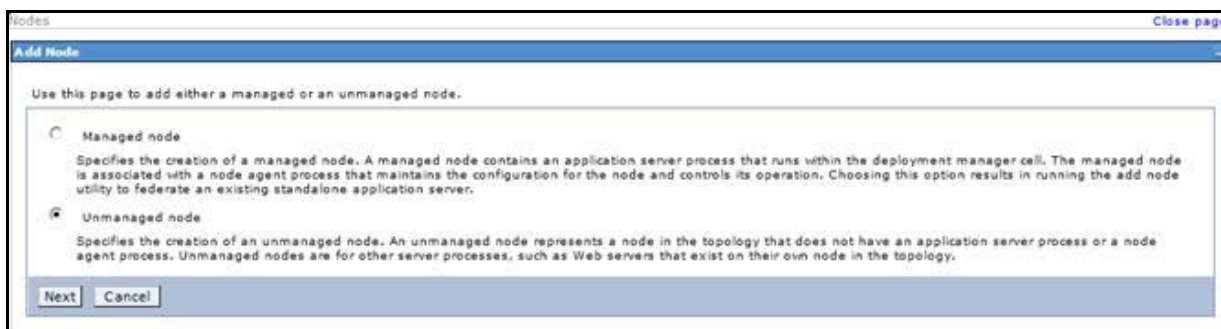 Nodes
Close page
Add Node
Use this page to add either a managed or an unmanaged node.
Managed node
Specifies the creation of a managed node. A managed node contains an application server process that runs within the deployment manager cell. The managed node
is associated with a node agent process that maintains the configuration for the node and controls its operation. Choosing this option results in running the add node
utility to federate an existing standalone application server.
Unmanaged node
Specifies the creation of an unmanaged node. An unmanaged node represents a node in the topology that does not have an application server process or a node
agent process. Unmanaged nodes are for other server processes, such as Web servers that exist on their own node in the topology.
Next Cancel